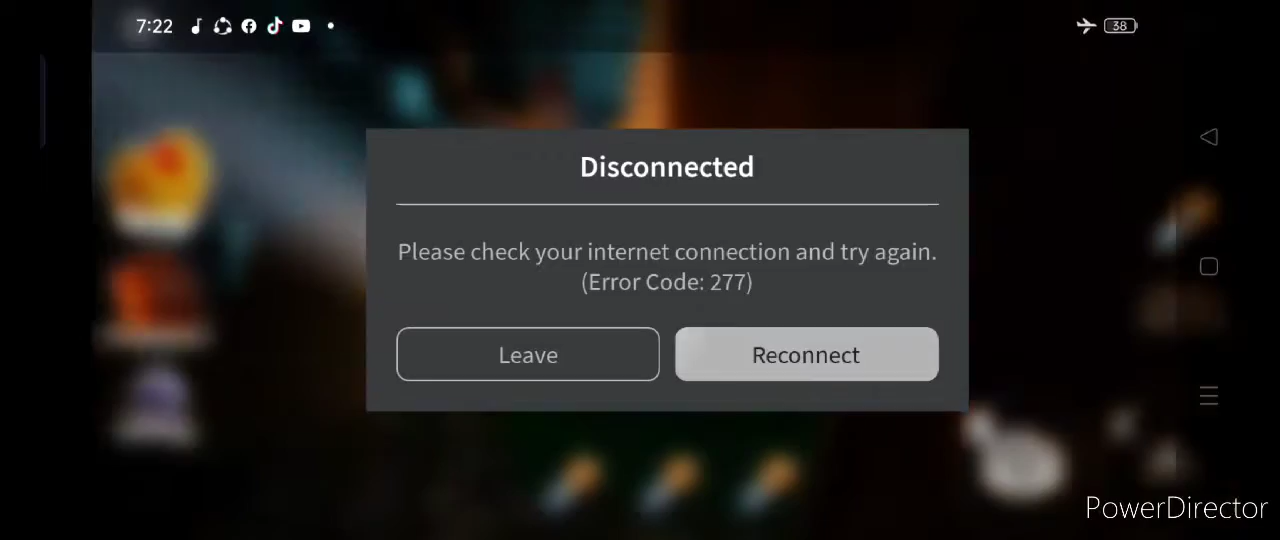 7:22
38
Disconnected
Please check your internet connection and try again.
(Error Code: 277)
Leave
Reconnect
PowerDirector